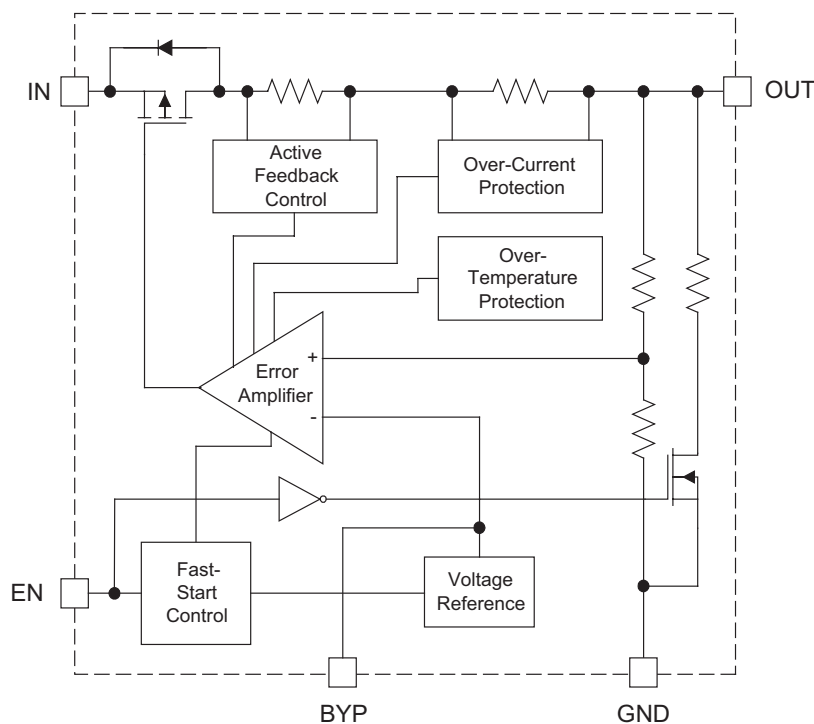 IN
OUT
Active
Feedback
Control
Over-Current
Protection
Over-
Temperature
Protection
+
Error
Amplifier
-
Fast-
Start
Control
Voltage
Reference
EN
BYP
GND